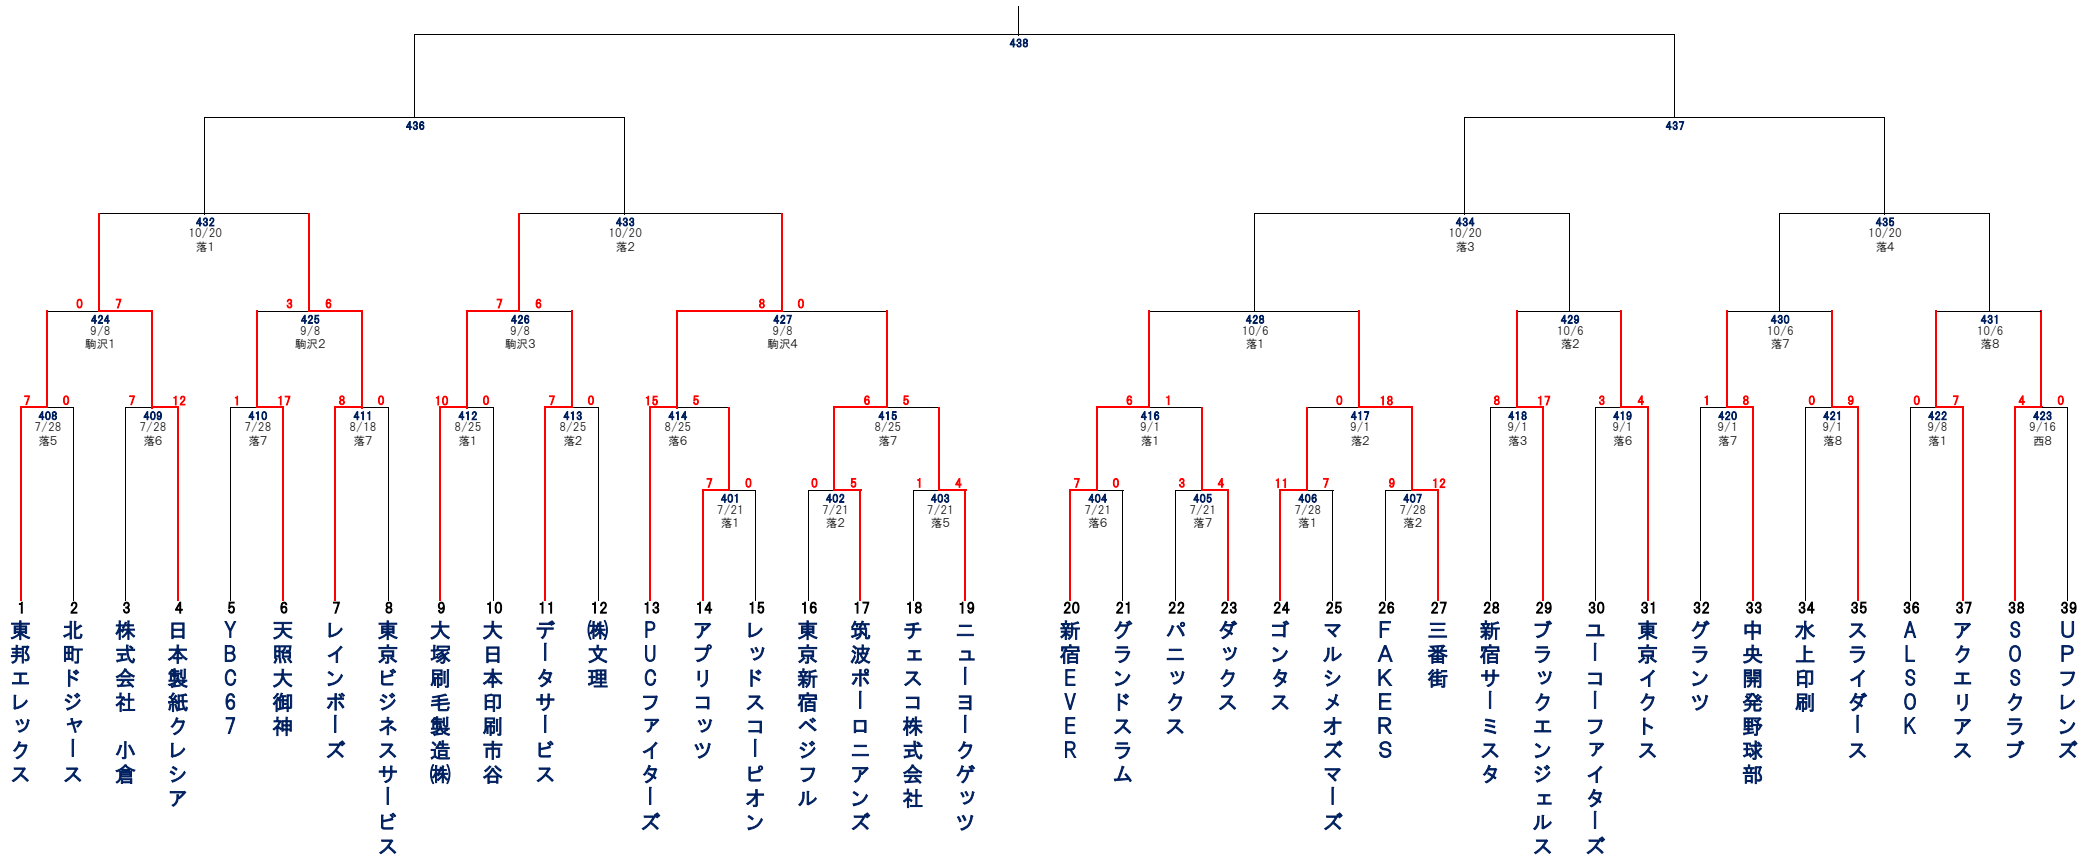 438
436
437
432
10/20
落1
433
10/20
落2
434
10/20
落3
435
10/20
落4
0 7
424
9/8
駒沢1
3 6
425
9/8
駒沢2
7 6
426
9/8
駒沢3
8 0
427
9/8
駒沢4
428
10/6
落1
429
10/6
落2
430
10/6
落7
431
10/6
落8
7 0
408
7/28
落5
7 12
409
7/28
落6
1 17
410
7/28
落7
8 0
411
8/18
落7
10 0
412
8/25
落1
7 0
413
8/25
落2
15 5
414
8/25
落6
6 5
415
8/25
落7
6 1
416
9/1
落1
0 18
417
9/1
落2
8 17
418
9/1
落3
3 4
419
9/1
落6
1 8
420
9/1
落7
0 9
421
9/1
落8
0 7
422
9/8
落1
4 0
423
9/16
西8
7 0
401
7/21
落1
0 5
402
7/21
落2
1 4
403
7/21
落5
7 0
404
7/21
落6
3 4
405
7/21
落7
11 7
406
7/28
落1
9 12
407
7/28
落2
1 東邦エレックス
2 北町ドジャース
3 株式会社　小倉
4 日本製紙クレシア
5 ＹＢＣ６７
6 天照大御神
7 レインボーズ
8 東京ビジネスサービス
9 大塚刷毛製造㈱
10 大日本印刷市谷
11 データサービス
12 ㈱文理
13 ＰＵＣファイターズ
14 アプリコッツ
15 レッドスコーピオン
16 東京新宿ベジフル
17 筑波ポーロニアンズ
18 チェスコ株式会社
19 ニューヨークゲッツ
20 新宿ＥＶＥＲ
21 グランドスラム
22 パニックス
23 ダックス
24 ゴンタス
25 マルシメオズマーズ
26 ＦＡＫＥＲＳ
27 三番街
28 新宿サーミスタ
29 ブラックエンジェルス
30 ユーコーファイターズ
31 東京イクトス
32 グランツ
33 中央開発野球部
34 水上印刷
35 スライダース
36 ＡＬＳＯＫ
37 アクエリアス
38 ＳＯＳクラブ
39 ＵＰフレンズ